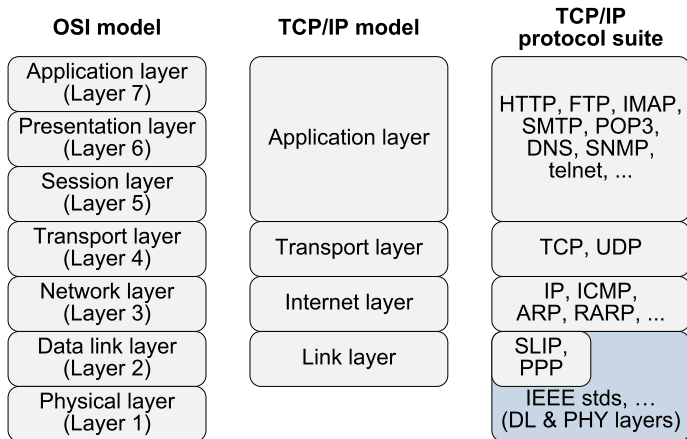 OSI model
TCP/IP model
TCP/IP
protocol suite
Application layer
(Layer 7)
Presentation layer
(Layer 6)
Session layer
(Layer 5)
Transport layer
(Layer 4)
Network layer
(Layer 3)
Data link layer
(Layer 2)
Physical layer
(Layer 1)
Application layer
Transport layer
Internet layer
Link layer
HTTP, FTP, IMAP,
SMTP, POP3,
DNS, SNMP,
telnet, ...
TCP, UDP
IP, ICMP,
ARP, RARP, ...
SLIP,
PPP
IEEE stds, ...
(DL & PHY layers)